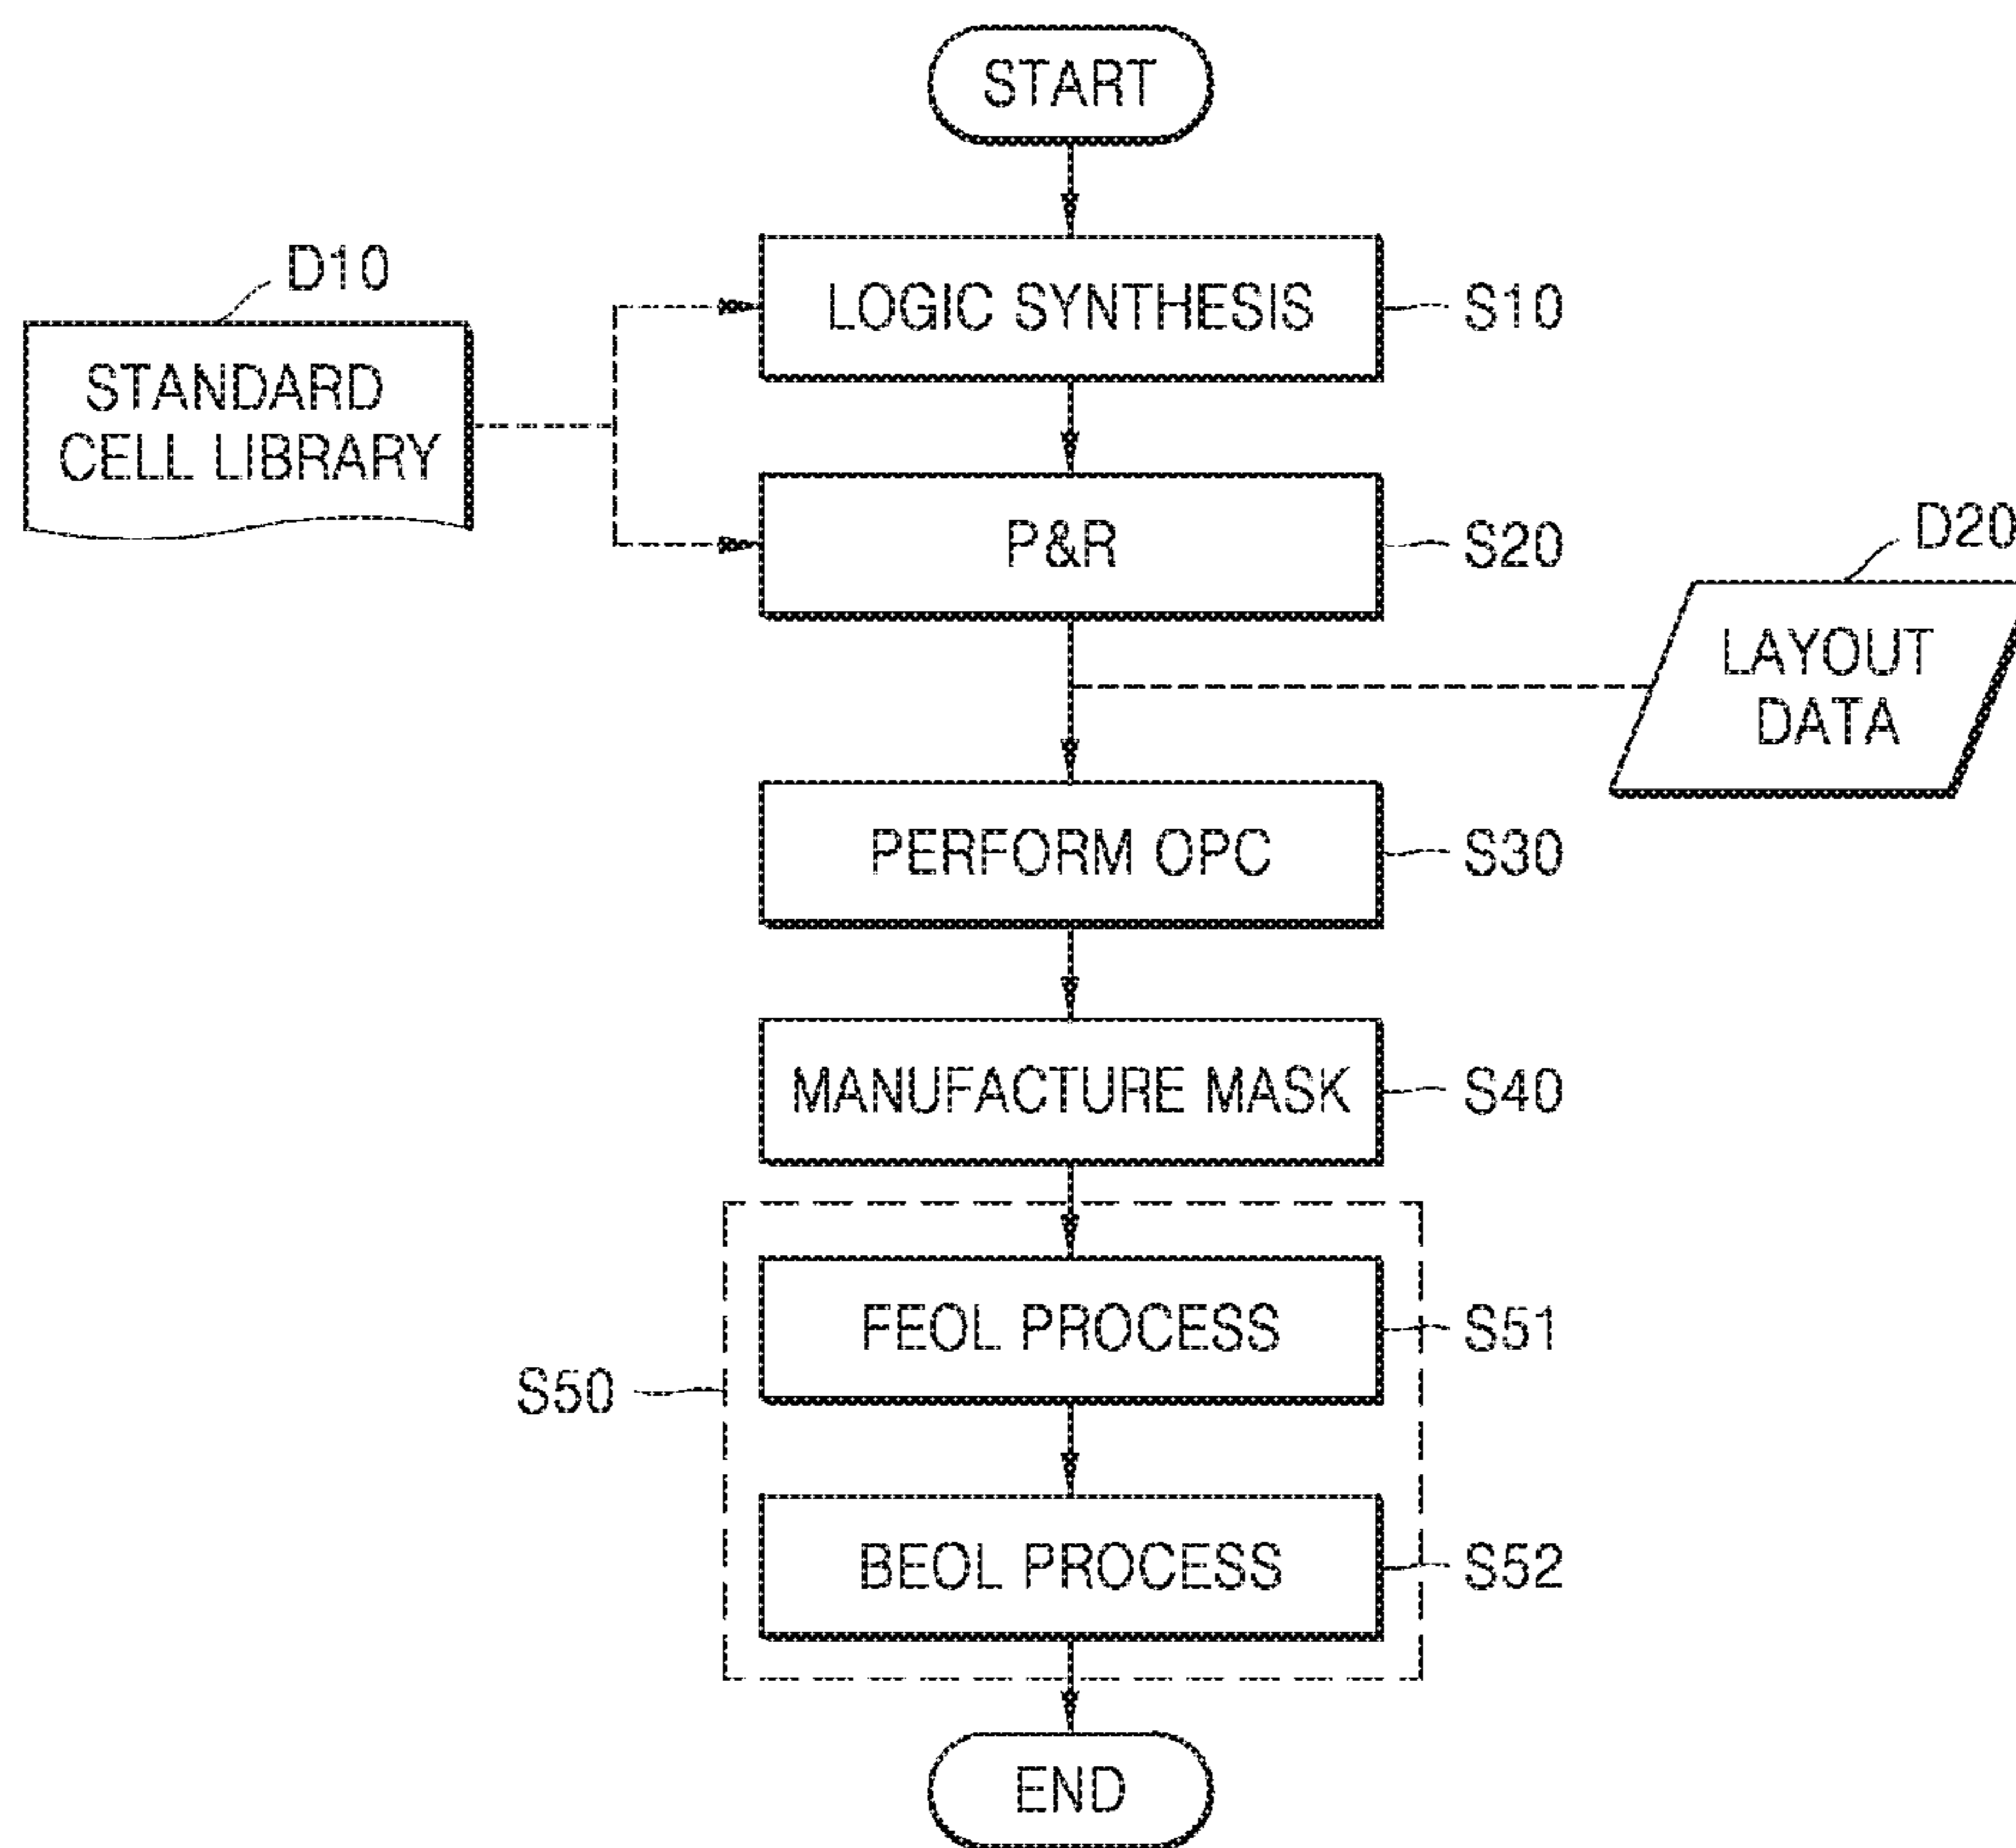 START
D10
LOGIC SYNTHESIS
S10
STANDARD
CELL LIBRARY
P&R
S20
D20
LAYOUT
DATA
PERFORM OPC
S30
MANUFACTURE MASK
S40
FEOL PROCESS
S51
S50
BEOL PROCESS
S52
END